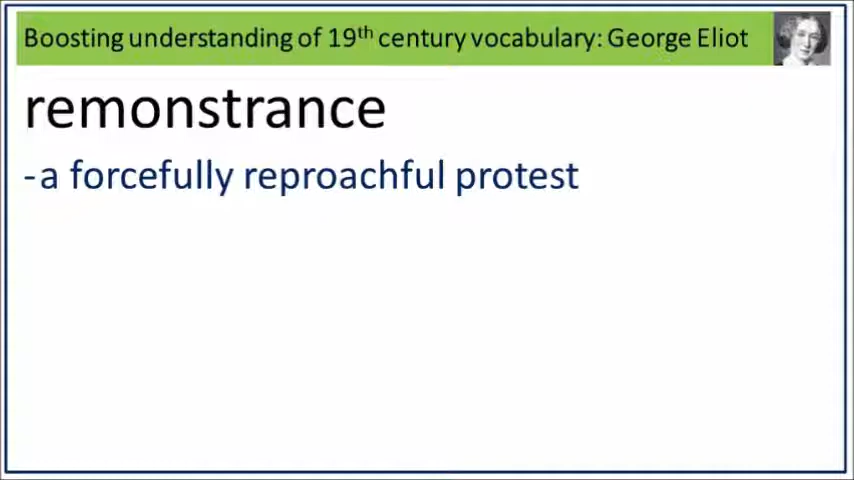 Boosting understanding of 19th century vocabulary: George Eliot
remonstrance
-a forcefully reproachful protest